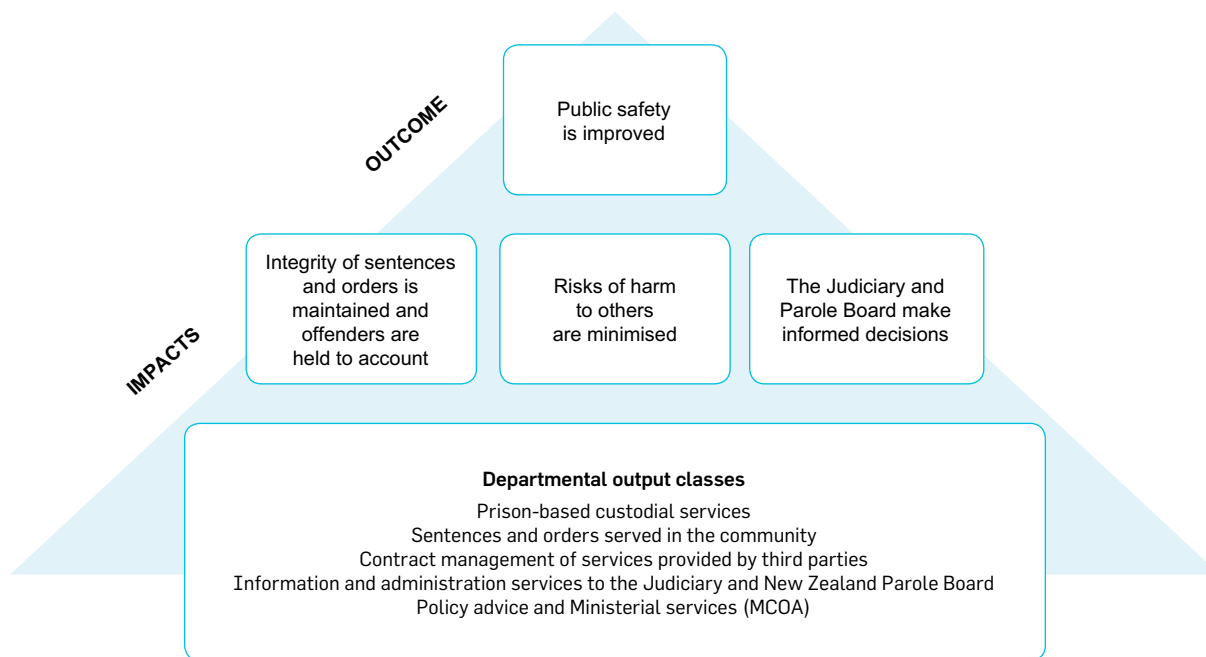 OUTCOME
Public safety
is improved
IMPACTS
Integrity of sentences
and orders is
maintained and
offenders are
held to account
Risks of harm
to others
are minimised
The Judiciary and
Parole Board make
informed decisions
Departmental output classes
Prison-based custodial services
Sentences and orders served in the community
Contract management of services provided by third parties
Information and administration services to the Judiciary and New Zealand Parole Board
Policy advice and Ministerial services (MCOA)